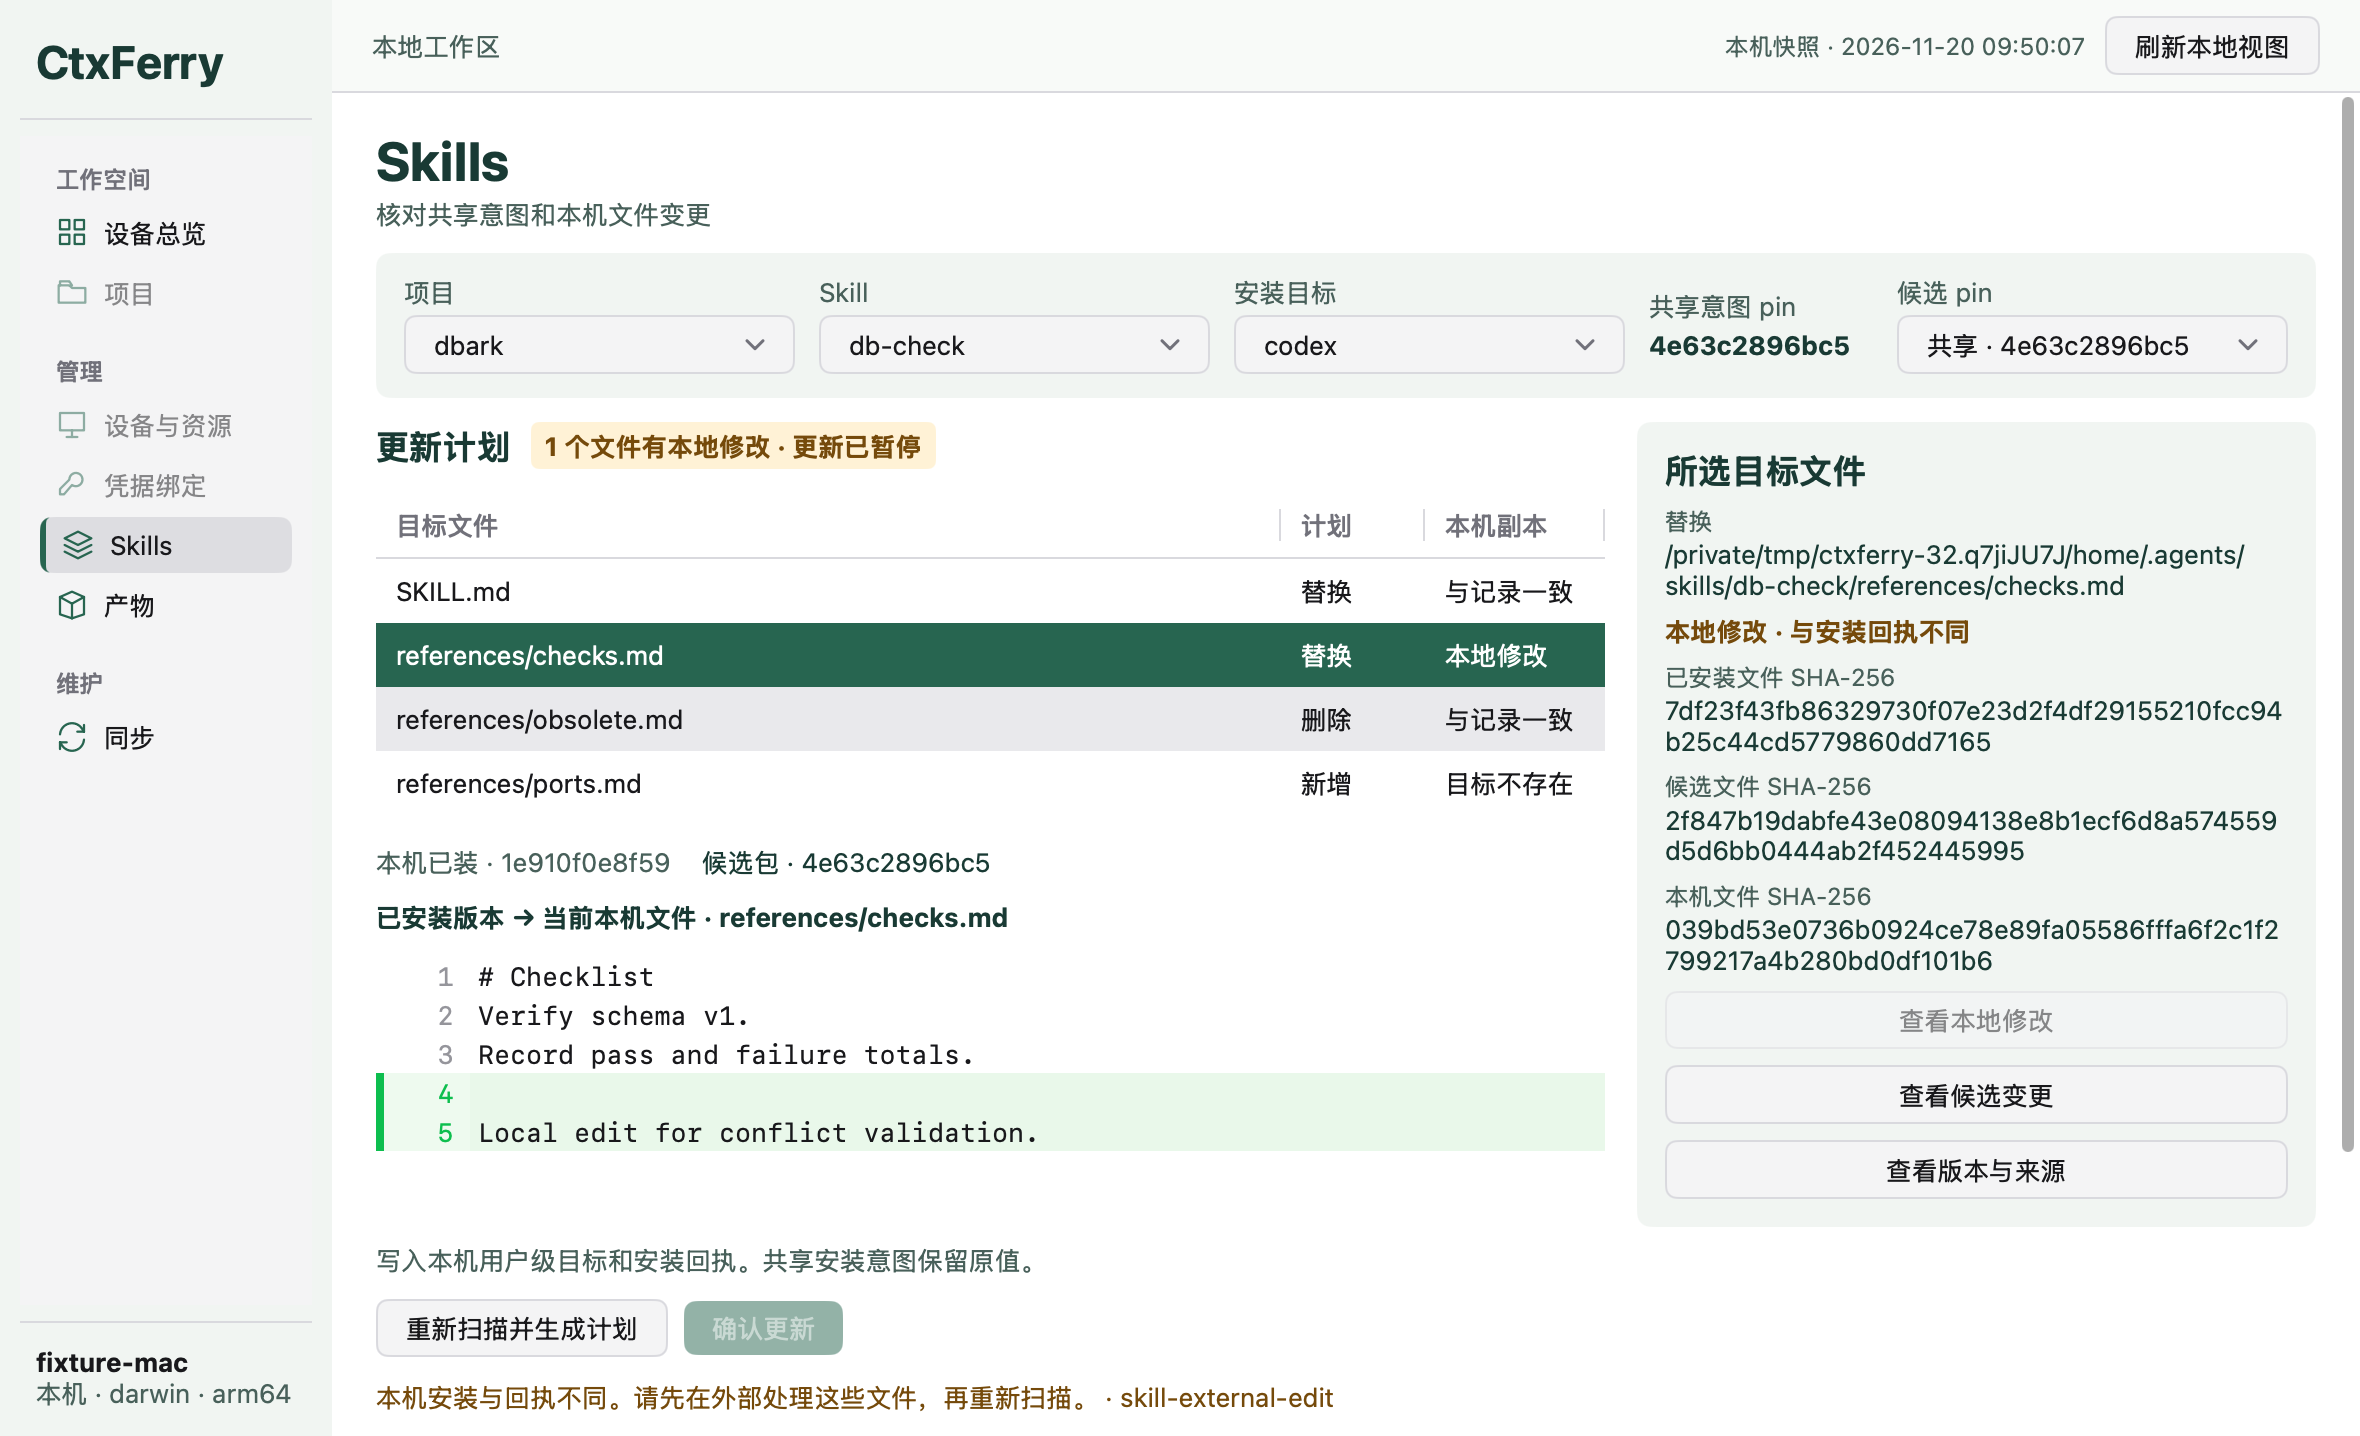 CtxFerry
工作空间
设备总览
项目
管理
设备与资源
凭据绑定
Skills
产物
维护
同步
fixture-mac
本机 · darwin · arm64
本地工作区
本机快照 · 2026-11-20 09:50:07
刷新本地视图
Skills
核对共享意图和本机文件变更
项目
dbark
Skill
db-check
安装目标
codex
共享意图 pin
4e63c2896bc5
候选 pin
共享 · 4e63c2896bc5
更新计划
1 个文件有本地修改 · 更新已暂停
目标文件 计划 本机副本
SKILL.md 替换 与记录一致
references/checks.md 替换 本地修改
references/obsolete.md 删除 与记录一致
references/ports.md 新增 目标不存在
本机已装 · 1e910f0e8f59 候选包 · 4e63c2896bc5
已安装版本 → 当前本机文件 · references/checks.md
1 # Checklist
2 Verify schema v1.
3 Record pass and failure totals.
4
5 Local edit for conflict validation.
写入本机用户级目标和安装回执。共享安装意图保留原值。
重新扫描并生成计划
确认更新
本机安装与回执不同。请先在外部处理这些文件，再重新扫描。 · skill-external-edit
所选目标文件
替换
/private/tmp/ctxferry-32.q7jiJU7J/home/.agents/
skills/db-check/references/checks.md
本地修改 · 与安装回执不同
已安装文件 SHA-256
7df23f43fb86329730f07e23d2f4df29155210fcc94
b25c44cd5779860dd7165
候选文件 SHA-256
2f847b19dabfe43e08094138e8b1ecf6d8a574559
d5d6bb0444ab2f452445995
本机文件 SHA-256
039bd53e0736b0924ce78e89fa05586fffa6f2c1f2
799217a4b280bd0df101b6
查看本地修改
查看候选变更
查看版本与来源